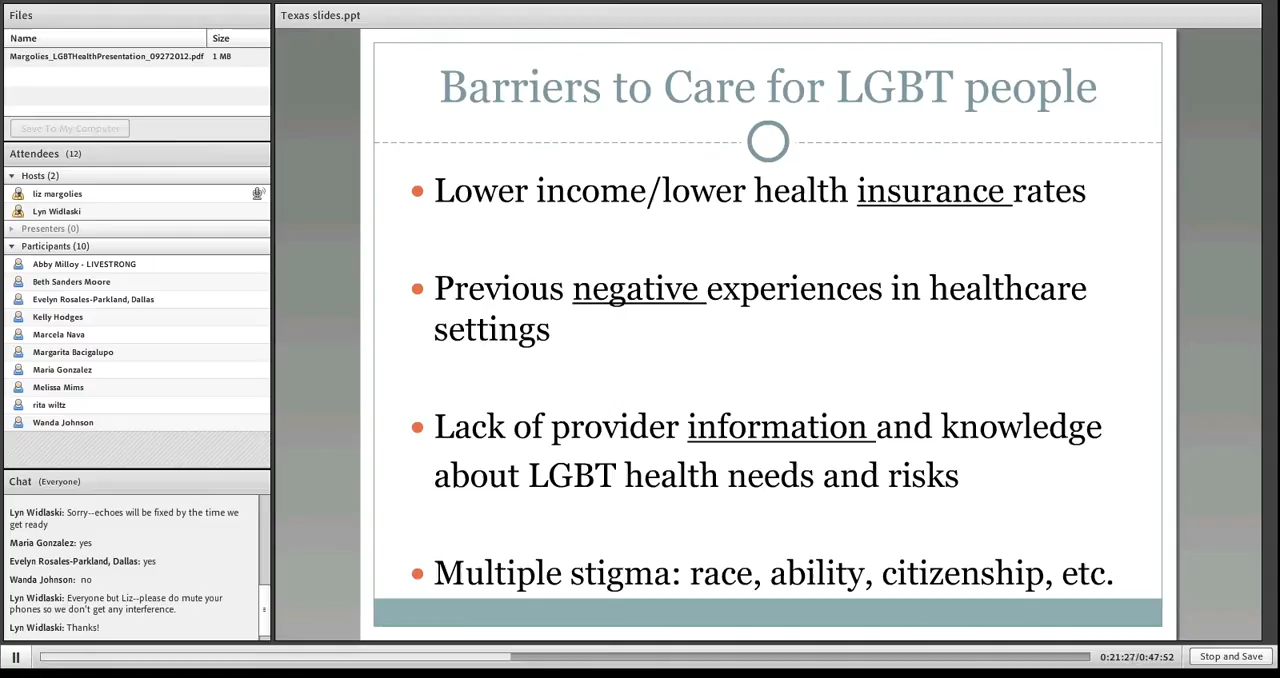 Files
Name Size
Margolies_LGBTHealthPresentation_09272012.pdf 1 MB
Save To My Computer
Attendees (12)
Hosts (2)
liz margolies
Lyn Widlaski
Presenters (0)
Participants (10)
Abby Milloy - LIVESTRONG
Beth Sanders Moore
Evelyn Rosales-Parkland, Dallas
Kelly Hodges
Marcela Nava
Margarita Bacigalupo
Maria Gonzalez
Melissa Mims
rita wiltz
Wanda Johnson
Chat (Everyone)
Lyn Widlaski: Sorry--echoes will be fixed by the time we
get ready
Maria Gonzalez: yes
Evelyn Rosales-Parkland, Dallas: yes
Wanda Johnson: no
Lyn Widlaski: Everyone but Liz--please do mute your
phones so we don't get any interference.
Lyn Widlaski: Thanks!
Texas slides.ppt
Barriers to Care for LGBT people
• Lower income/lower health insurance rates
• Previous negative experiences in healthcare
settings
• Lack of provider information and knowledge
about LGBT health needs and risks
• Multiple stigma: race, ability, citizenship, etc.
0:21:27/0:47:52
Stop and Save